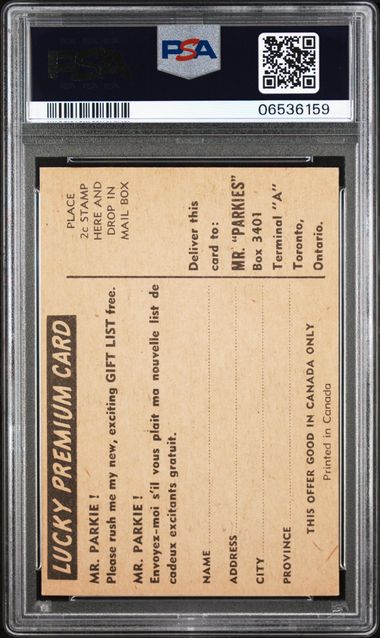 PSA
PSA
06536159
LUCKY PREMIUM CARD
MR. PARKIE!
Please rush me my new, exciting GIFT LIST free.
MR. PARKIE!
Envoyez-moi s'il vous plait ma nouvelle list de
cadeux excitants gratuit.
NAME
ADDRESS
CITY
PROVINCE
THIS OFFER GOOD IN CANADA ONLY
Printed in Canada
PLACE
2c STAMP
HERE AND
DROP IN
MAIL BOX
Deliver this
card to:
MR. "PARKIES"
Box 3401
Terminal "A"
Toronto,
Ontario.